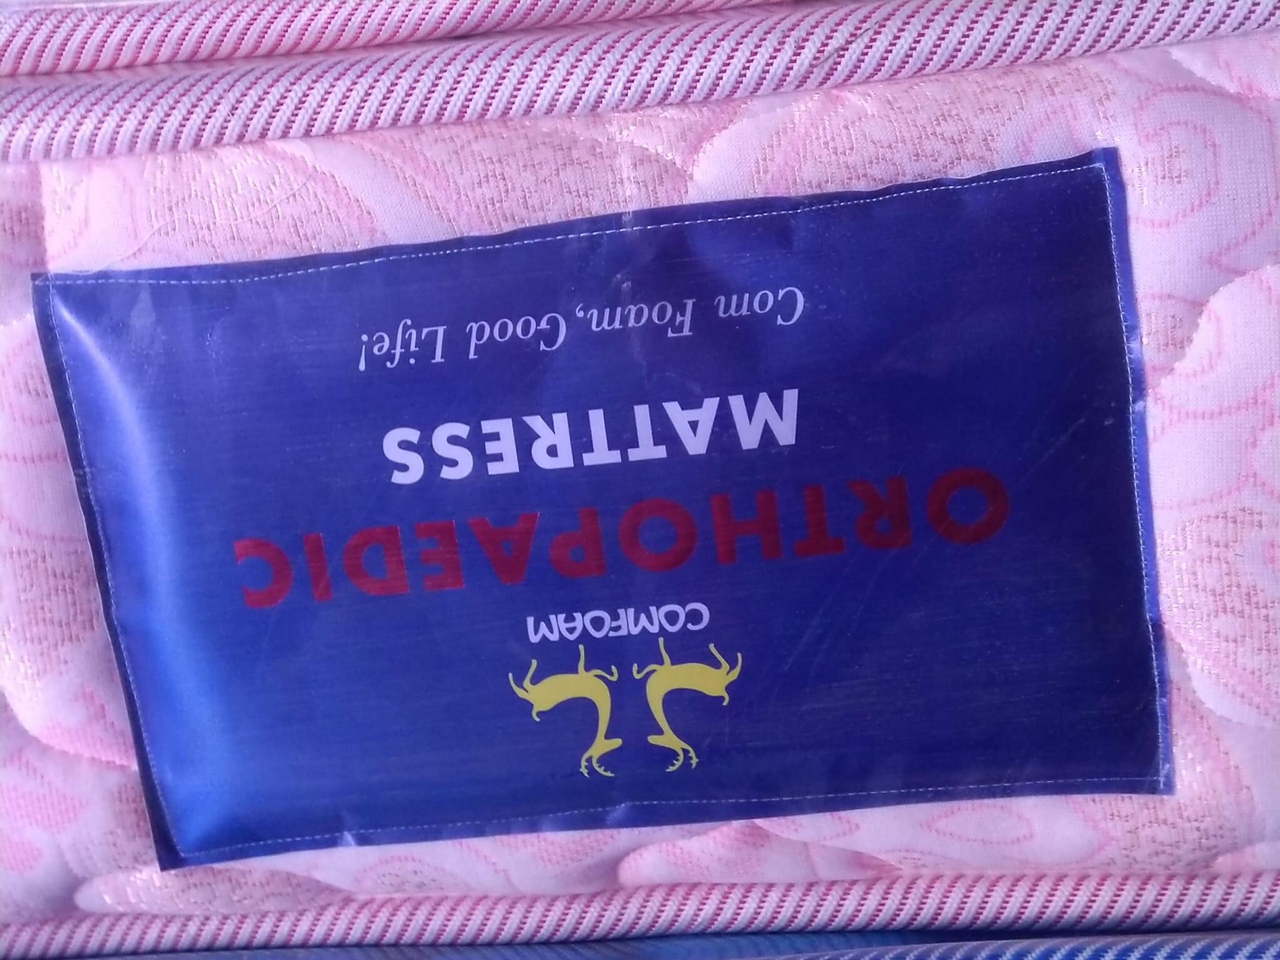 COMFOAM
ORTHOPAEDIC
MATTRESS
Com Foam, Good Life!